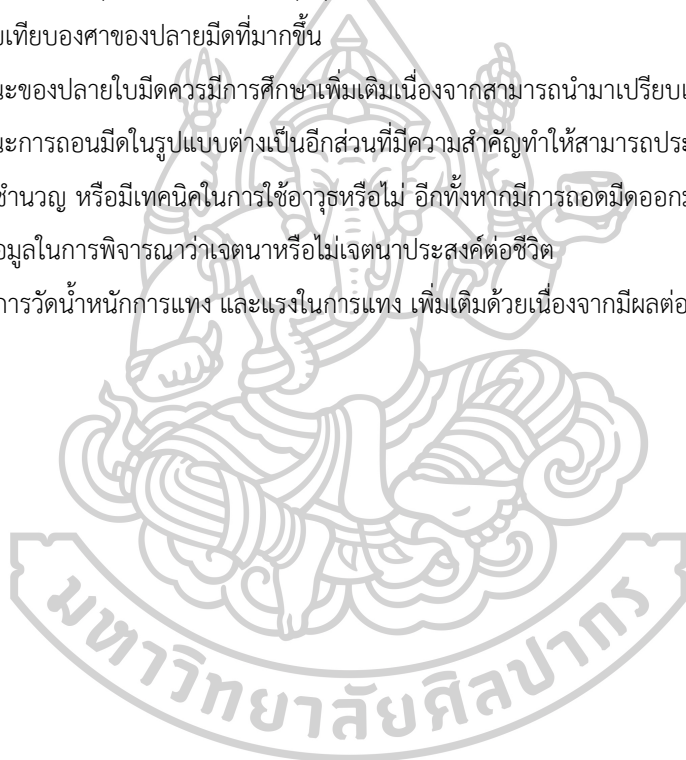 บเทียบองศาของปลายมีดที่มากขึ้น
นะของปลายใบมีดควรมีการศึกษาเพิ่มเติมเนื่องจากสามารถนำมาเปรียบเ
นะการถอนมีดในรูปแบบต่างเป็นอีกส่วนที่มีความสำคัญทำให้สามารถประ
ชำนวญ หรือมีเทคนิคในการใช้อาวุธหรือไม่ อีกทั้งหากมีการถอดมีดออกม
อมูลในการพิจารณาว่าเจตนาหรือไม่เจตนาประสงค์ต่อชีวิต
การวัดน้ำหนักการแทง และแรงในการแทง เพิ่มเติมด้วยเนื่องจากมีผลต่อ
มหาวิทยาลัยศิลปากร